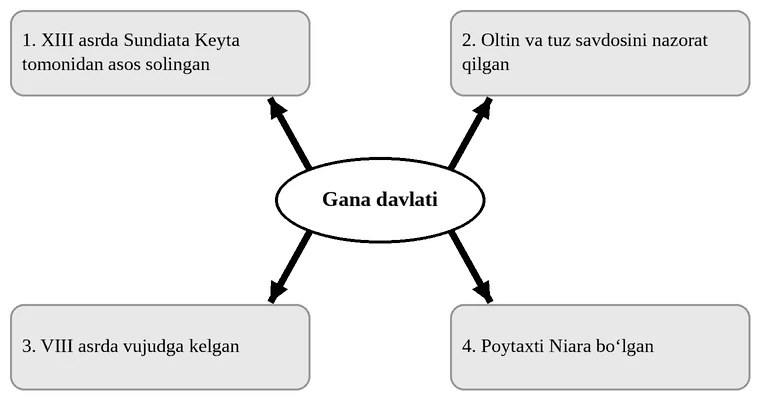 1. XIII asrda Sundiata Keyta
tomonidan asos solingan
2. Oltin va tuz savdosini nazorat
qilgan
Gana davlati
3. VIII asrda vujudga kelgan
4. Poytaxti Niara bo‘lgan